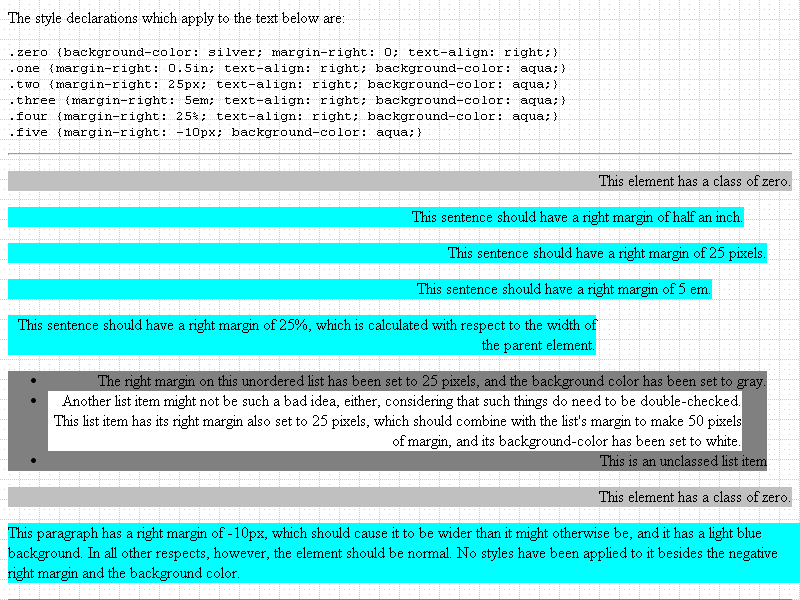 The style declarations which apply to the text below are:
.zero {background-color: silver; margin-right: 0; text-align: right;}
.one {margin-right: 0.5in; text-align: right; background-color: aqua;}
.two {margin-right: 25px; text-align: right; background-color: aqua;}
.three {margin-right: 5em; text-align: right; background-color: aqua;}
.four {margin-right: 25%; text-align: right; background-color: aqua;}
.five {margin-right: -10px; background-color: aqua;}
This element has a class of zero.
This sentence should have a right margin of half an inch.
This sentence should have a right margin of 25 pixels.
This sentence should have a right margin of 5 em.
This sentence should have a right margin of 25%, which is calculated with respect to the width of
the parent element.
The right margin on this unordered list has been set to 25 pixels, and the background color has been set to gray.
Another list item might not be such a bad idea, either, considering that such things do need to be double-checked.
This list item has its right margin also set to 25 pixels, which should combine with the list's margin to make 50 pixels
of margin, and its background-color has been set to white.
This is an unclassed list item
This element has a class of zero.
This paragraph has a right margin of -10px, which should cause it to be wider than it might otherwise be, and it has a light blue
background. In all other respects, however, the element should be normal. No styles have been applied to it besides the negative
right margin and the background color.